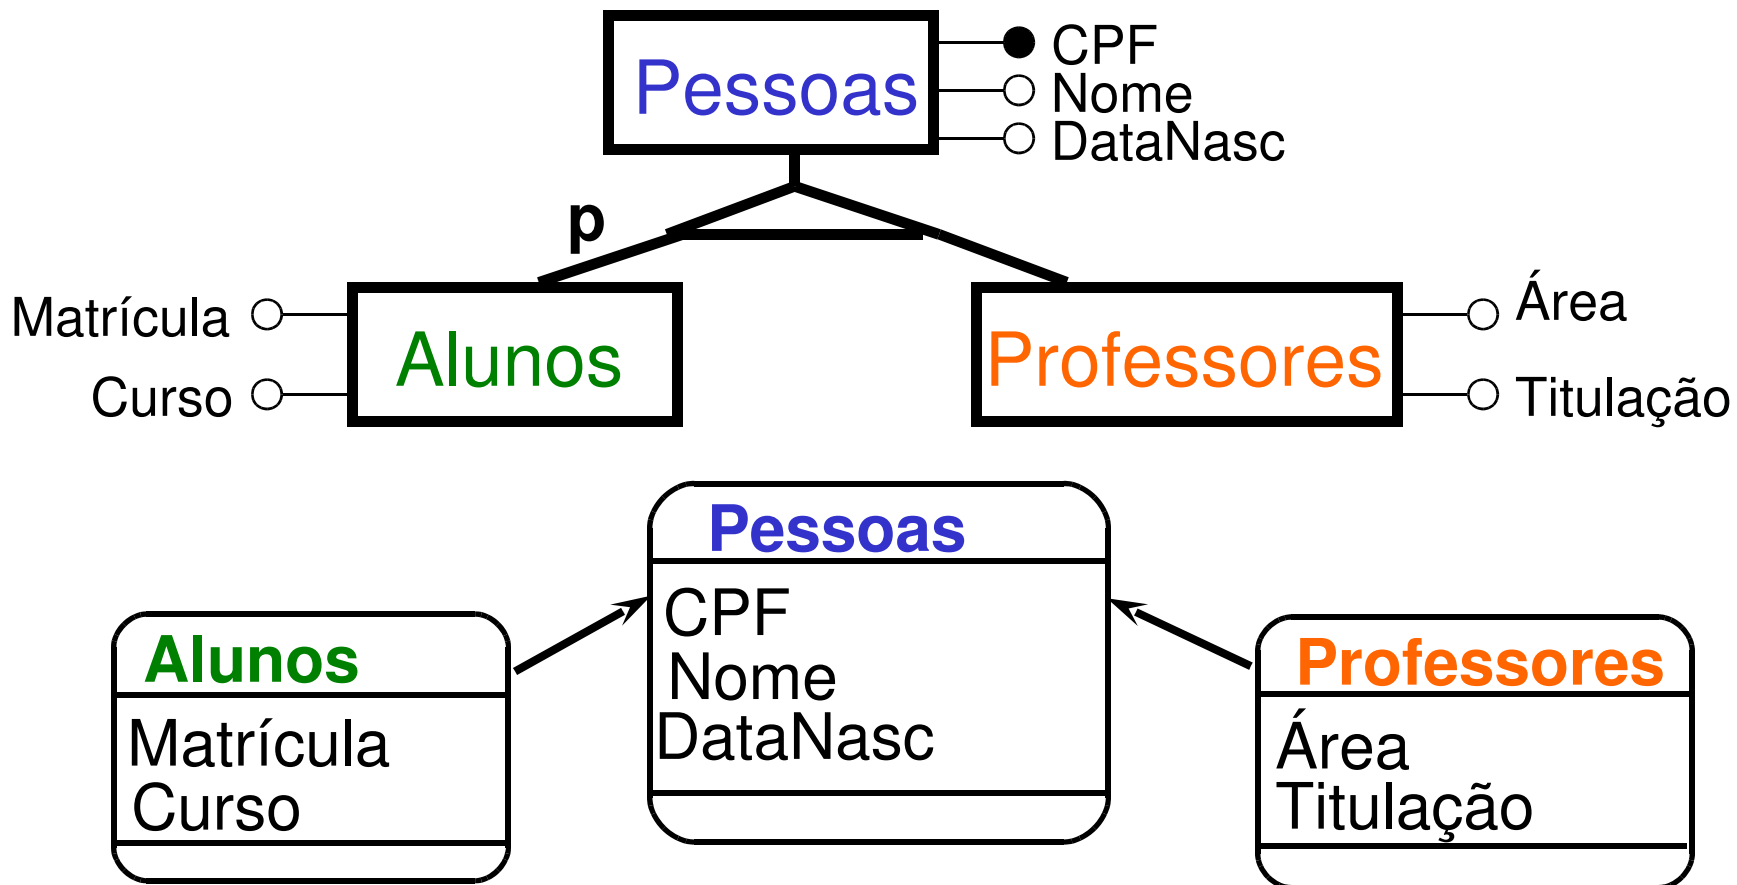 Pessoas
CPF
Nome
DataNasc
p
Matrícula
Curso
Alunos
Professores
Área
Titulação
Pessoas
CPF
Nome
DataNasc
Alunos
Matrícula
Curso
Professores
Área
Titulação